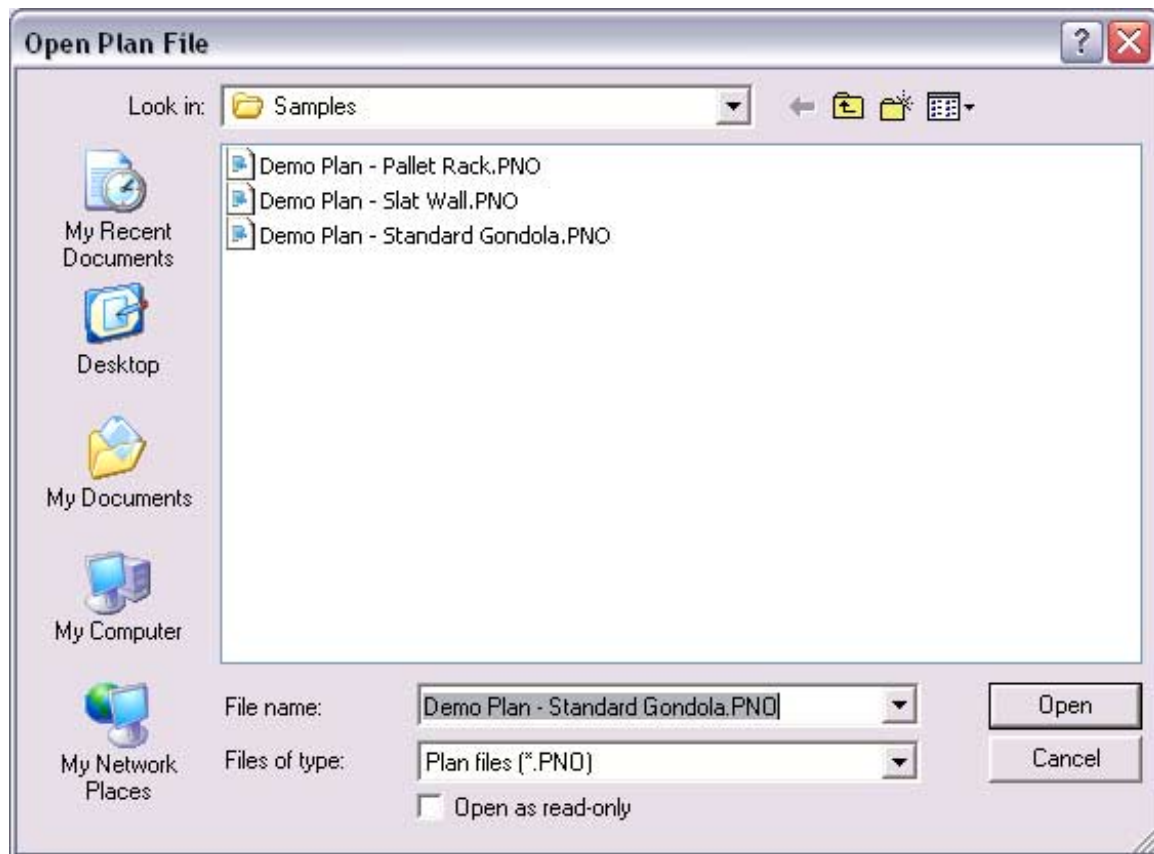 Open Plan File
Look in: Samples
Demo Plan - Pallet Rack.PNO
Demo Plan - Slat Wall.PNO
Demo Plan - Standard Gondola.PNO
My Recent
Documents
Desktop
My Documents
My Computer
My Network
Places
File name: Demo Plan - Standard Gondola.PNO Open
Files of type: Plan files (*.PNO) Cancel
Open as read-only